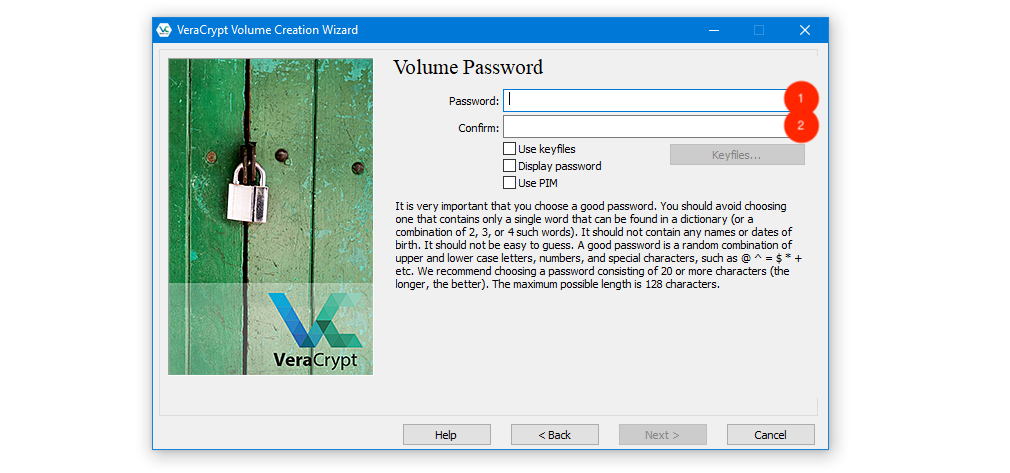 VeraCrypt Volume Creation Wizard
Volume Password
Password: 1
Confirm: 2
Use keyfiles Keyfiles...
Display password
Use PIM
It is very important that you choose a good password. You should avoid choosing
one that contains only a single word that can be found in a dictionary (or a
combination of 2, 3, or 4 such words). It should not contain any names or dates of
birth. It should not be easy to guess. A good password is a random combination of
upper and lower case letters, numbers, and special characters, such as @ ^ = $ * +
etc. We recommend choosing a password consisting of 20 or more characters (the
longer, the better). The maximum possible length is 128 characters.
VeraCrypt
Help < Back Next > Cancel